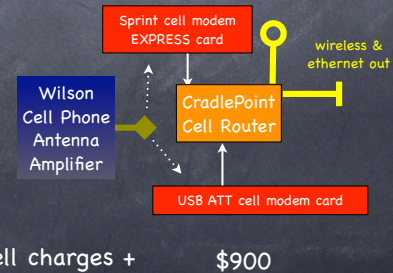 Sprint cell modem
EXPRESS card
wireless &
ethernet out
Wilson
Cell Phone
Antenna
Amplifier
CradlePoint
Cell Router
USB ATT cell modem card
ell charges + $900